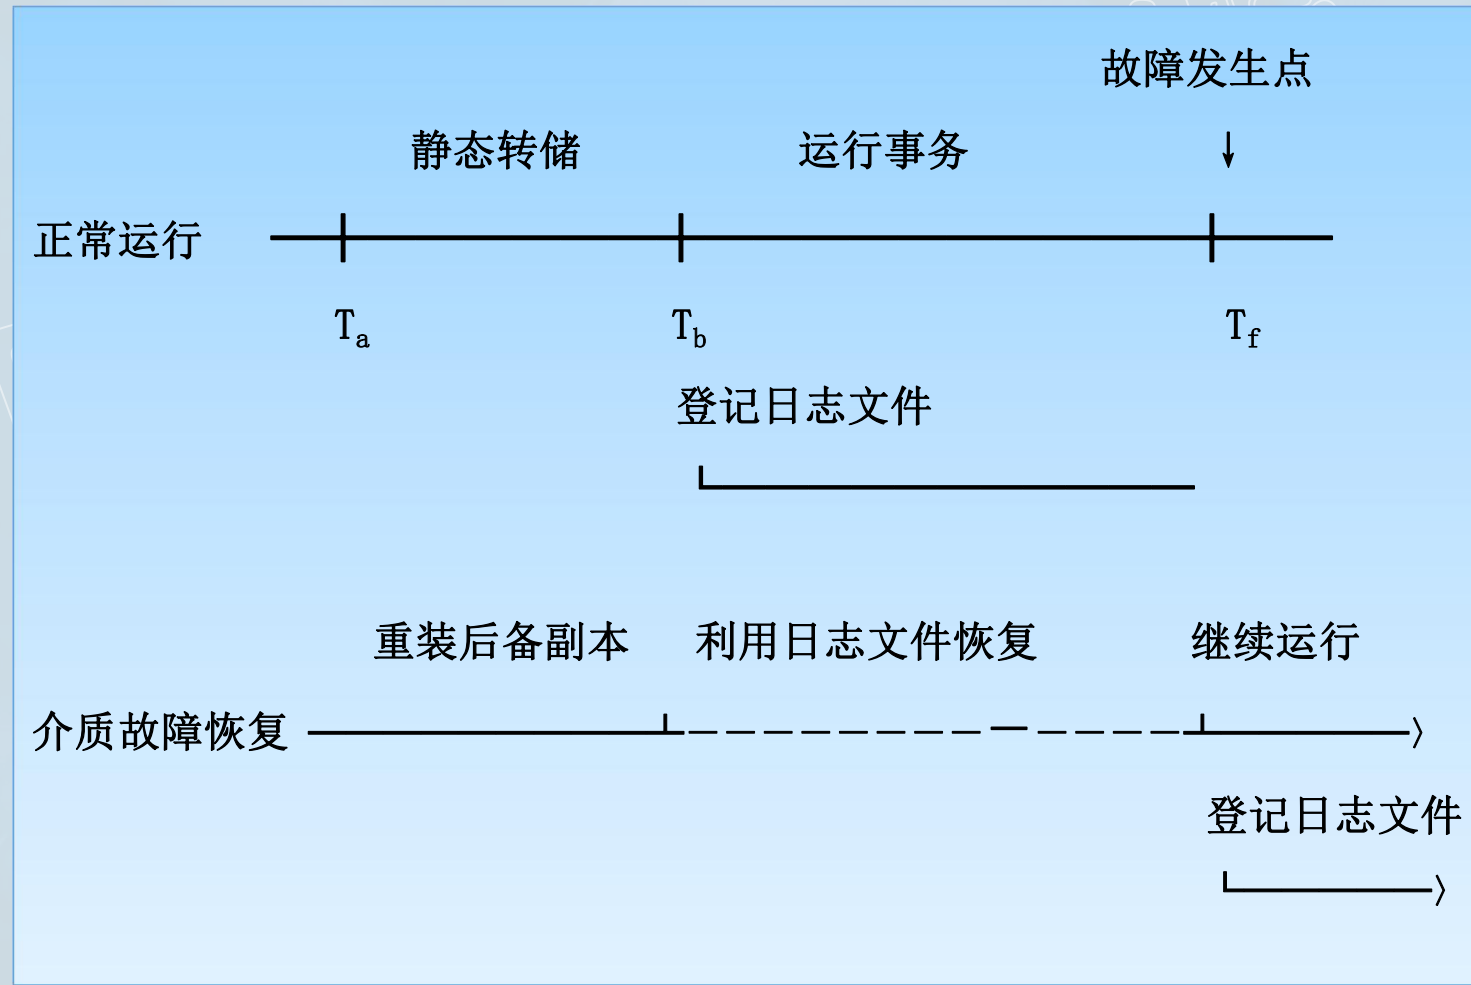 故障发生点
静态转储 运行事务 ↓
正常运行
Ta Tb Tf
登记日志文件
重装后备副本 利用日志文件恢复 继续运行
介质故障恢复
登记日志文件